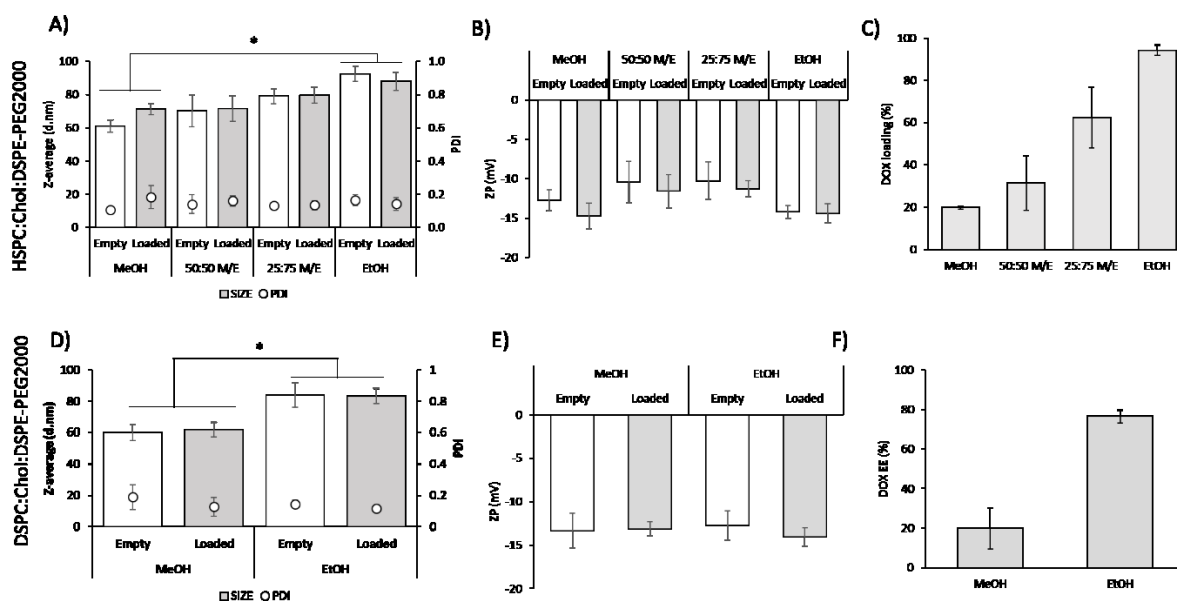 HSPC:Chol:DSPE-PEG2000
A)
*
Z-average (d.nm)
100
80
60
40
20
0
1.0
0.8
0.6
0.4
0.2
0.0
PDI
Empty Loaded Empty Loaded Empty Loaded Empty Loaded
MeOH 50:50 M/E 25:75 M/E EtOH
SIZE PDI
B)
MeOH 50:50 M/E 25:75 M/E EtOH
Empty Loaded Empty Loaded Empty Loaded Empty Loaded
ZP (mV)
0
-5
-10
-15
-20
C)
DOX loading (%)
100
80
60
40
20
0
MeOH 50:50 M/E 25:75 M/E EtOH
DSPC:Chol:DSPE-PEG2000
D)
*
Z-average (d.nm)
100
80
60
40
20
0
1
0.8
0.6
0.4
0.2
0
PDI
Empty Loaded Empty Loaded
MeOH EtOH
SIZE PDI
E)
MeOH EtOH
Empty Loaded Empty Loaded
ZP (mV)
0
-5
-10
-15
-20
F)
DOX EE (%)
100
80
60
40
20
0
MeOH EtOH